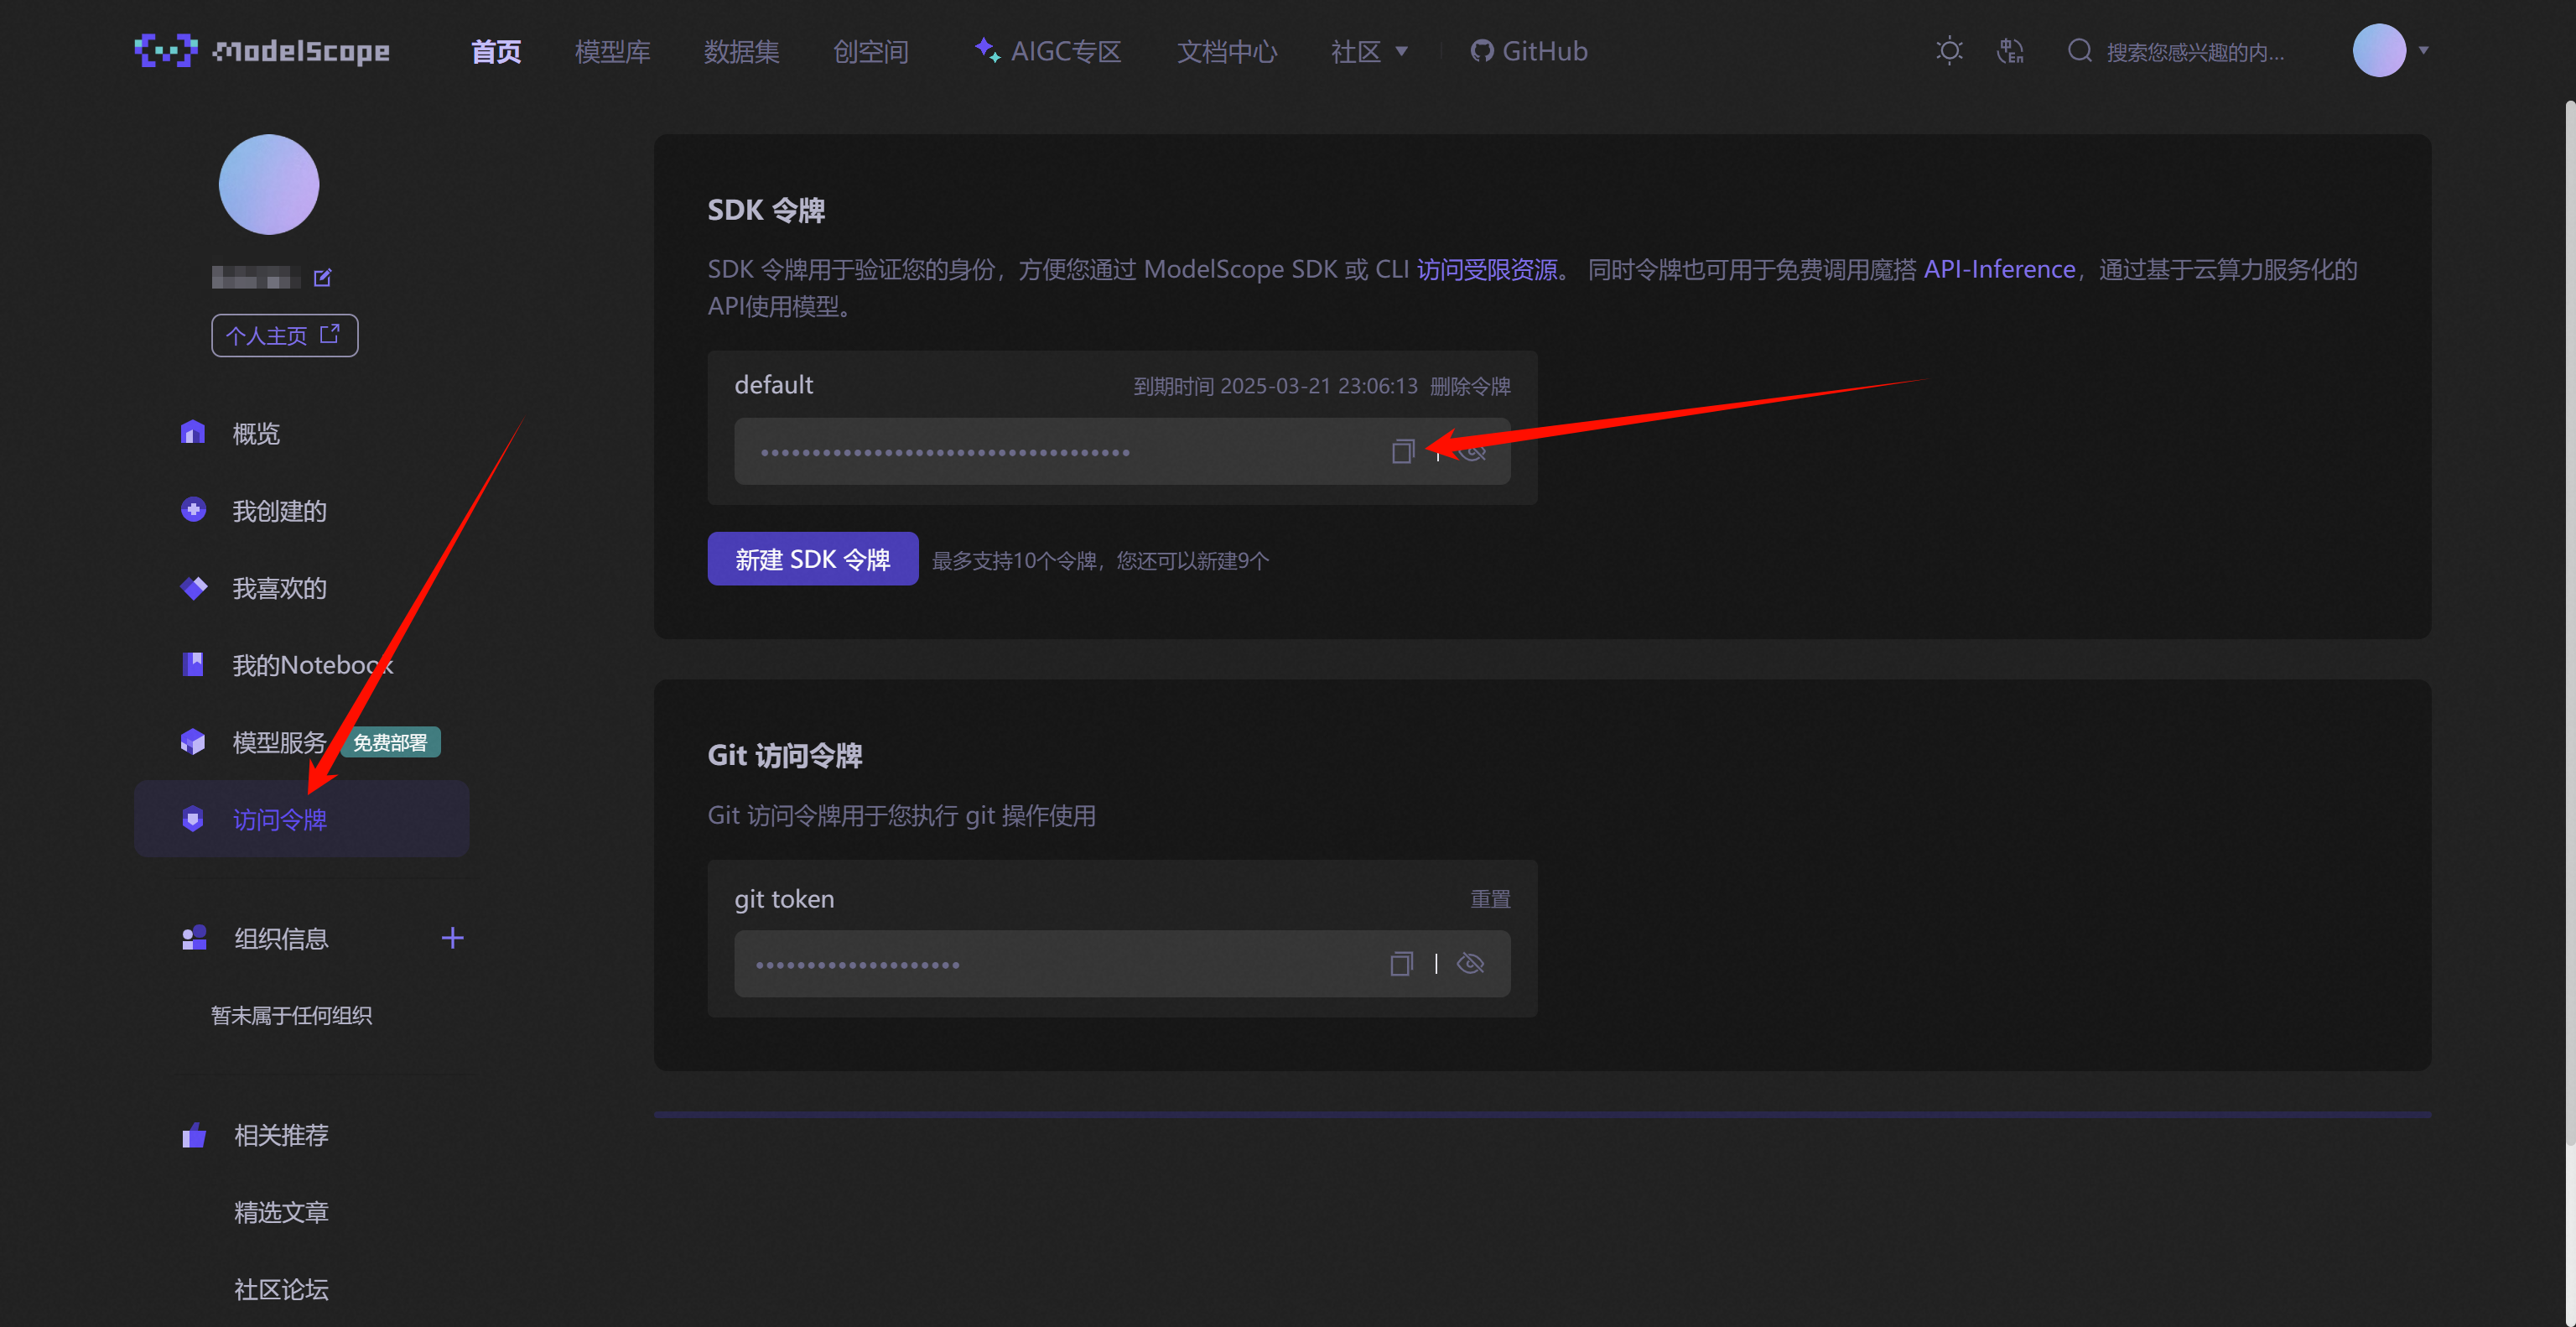 ModelScope
首页
模型库
数据集
创空间
AIGC专区
文档中心
社区
GitHub
搜索您感兴趣的内...
个人主页
概览
我创建的
我喜欢的
我的Notebook
模型服务
免费部署
访问令牌
组织信息
暂未属于任何组织
相关推荐
精选文章
社区论坛
SDK 令牌
SDK 令牌用于验证您的身份，方便您通过 ModelScope SDK 或 CLI 访问受限资源。 同时令牌也可用于免费调用魔搭 API-Inference，通过基于云算力服务化的
API使用模型。
default
到期时间 2025-03-21 23:06:13 删除令牌
新建 SDK 令牌
最多支持10个令牌，您还可以新建9个
Git 访问令牌
Git 访问令牌用于您执行 git 操作使用
git token
重置